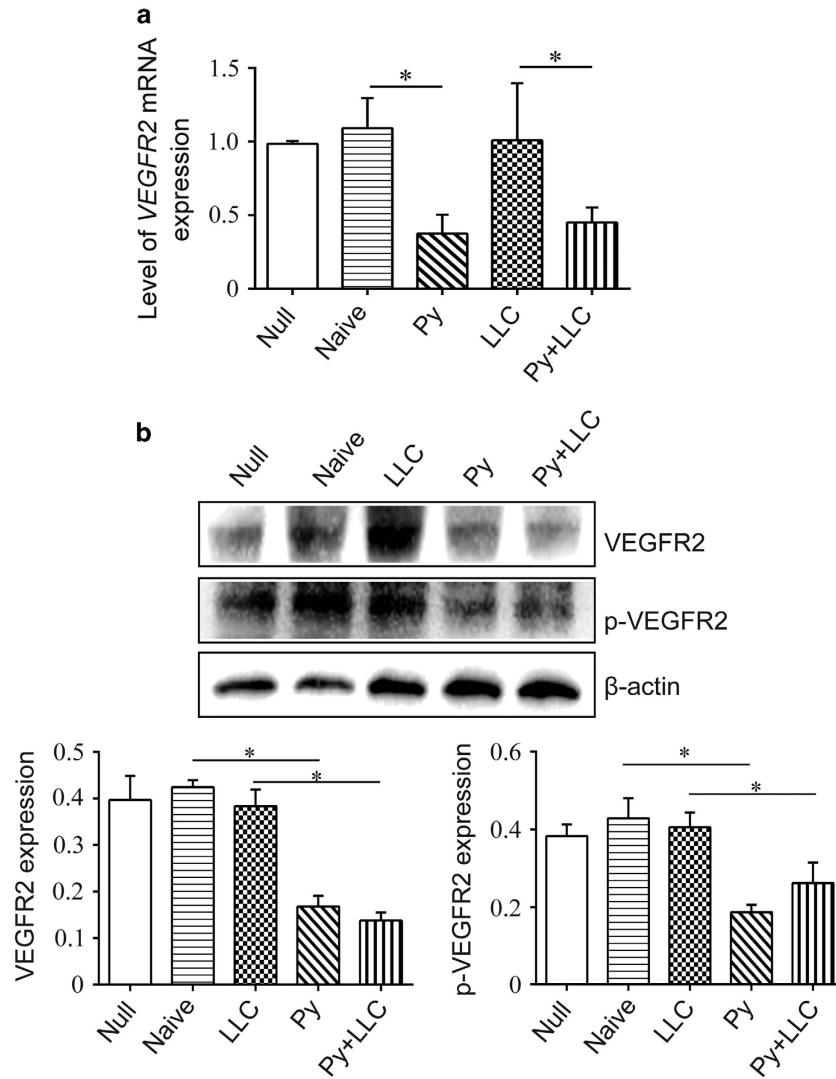 a
Level of VEGFR2 mRNA
expression
1.5
1.0
0.5
0
*
*
Null
Naive
Py
LLC
Py+LLC
b
Null
Naive
LLC
Py
Py+LLC
VEGFR2
p-VEGFR2
β-actin
VEGFR2 expression
0.5
0.4
0.3
0.2
0.1
0
*
*
Null
Naive
LLC
Py
Py+LLC
p-VEGFR2 expression
0.6
0.4
0.2
0
*
*
Null
Naive
LLC
Py
Py+LLC